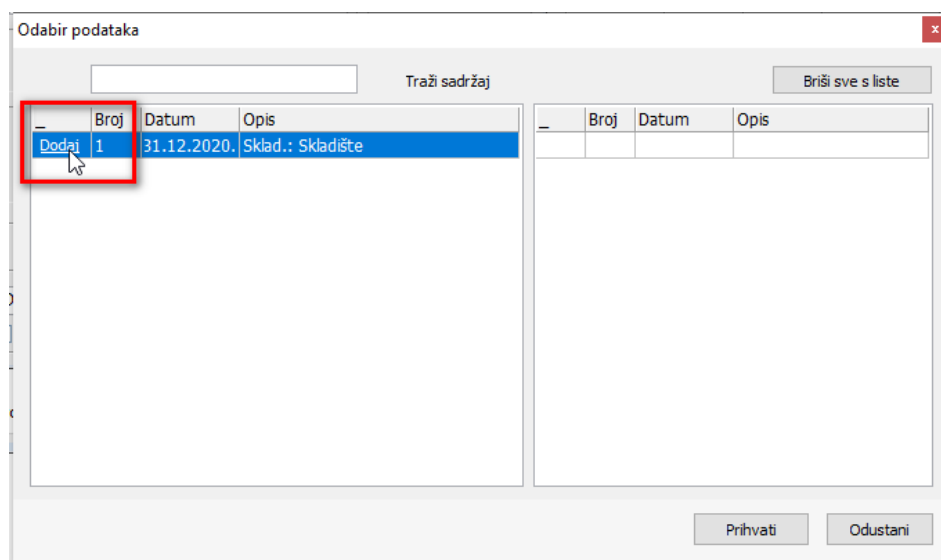 Odabir podataka
x
Traži sadržaj
Briši sve s liste
_ Broj Datum Opis
Dodaj 1 31.12.2020. Sklad.: Skladište
_ Broj Datum Opis
Prihvati
Odustani